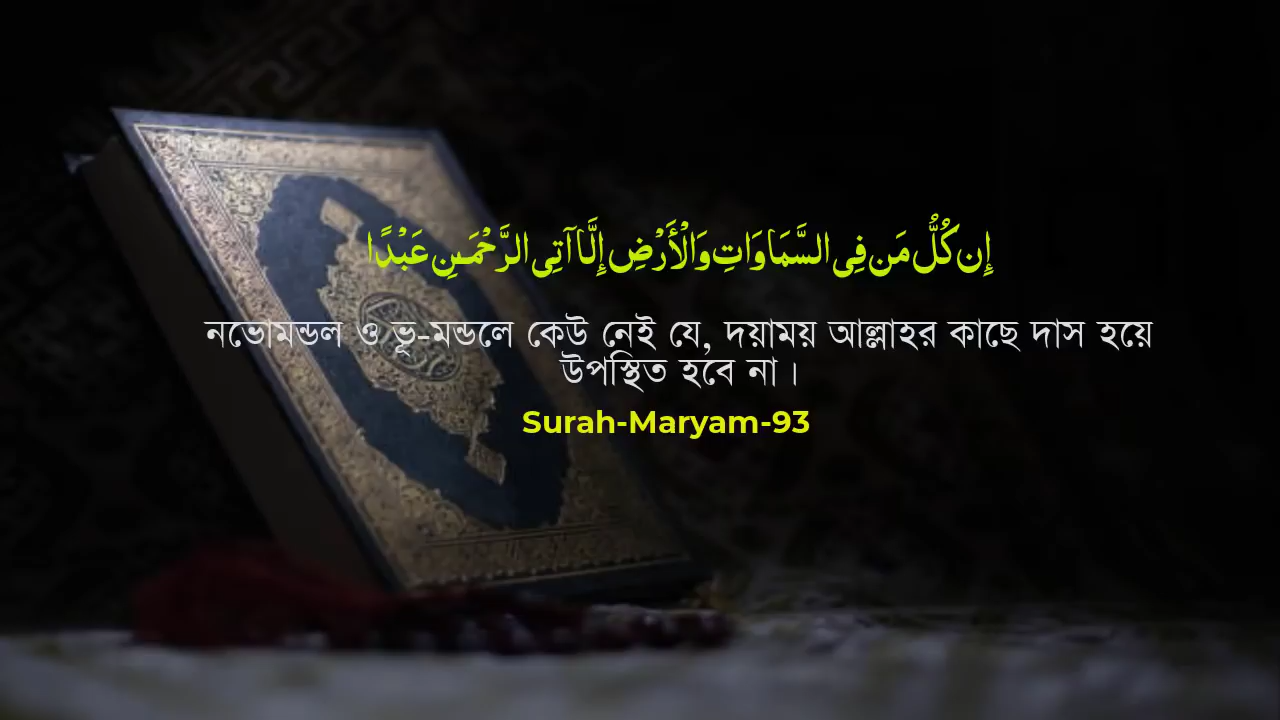 إِن كُلُّ مَن فِي السَّمَاوَاتِ وَالْأَرْضِ إِلَّا آتِي الرَّحْمَـٰنِ عَبْدًا
নভোমন্ডল ও ভূ-মন্ডলে কেউ নেই যে, দয়াময় আল্লাহর কাছে দাস হয়ে
উপস্থিত হবে না।
Surah-Maryam-93